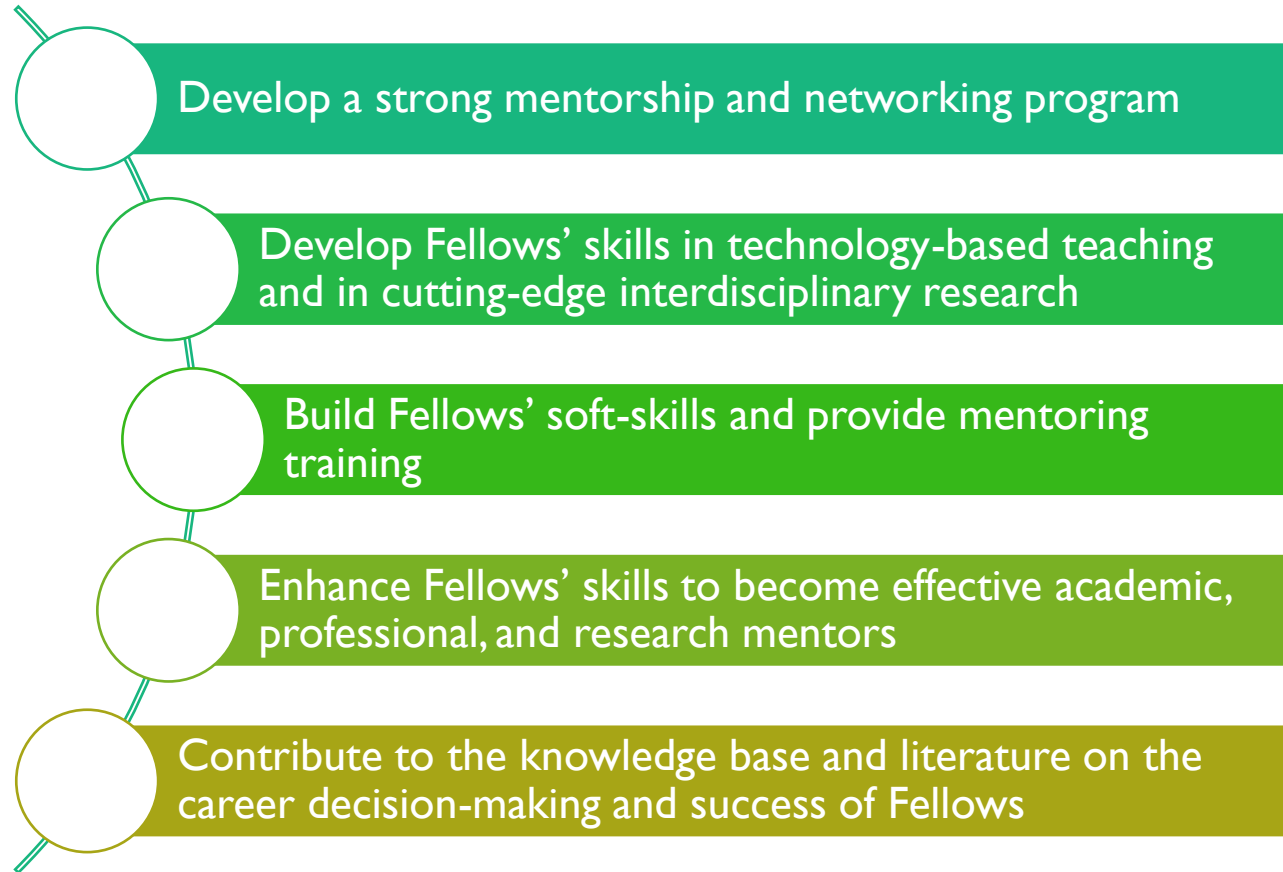 Develop a strong mentorship and networking program
Develop Fellows’ skills in technology-based teaching
and in cutting-edge interdisciplinary research
Build Fellows’ soft-skills and provide mentoring
training
Enhance Fellows’ skills to become effective academic,
professional, and research mentors
Contribute to the knowledge base and literature on the
career decision-making and success of Fellows